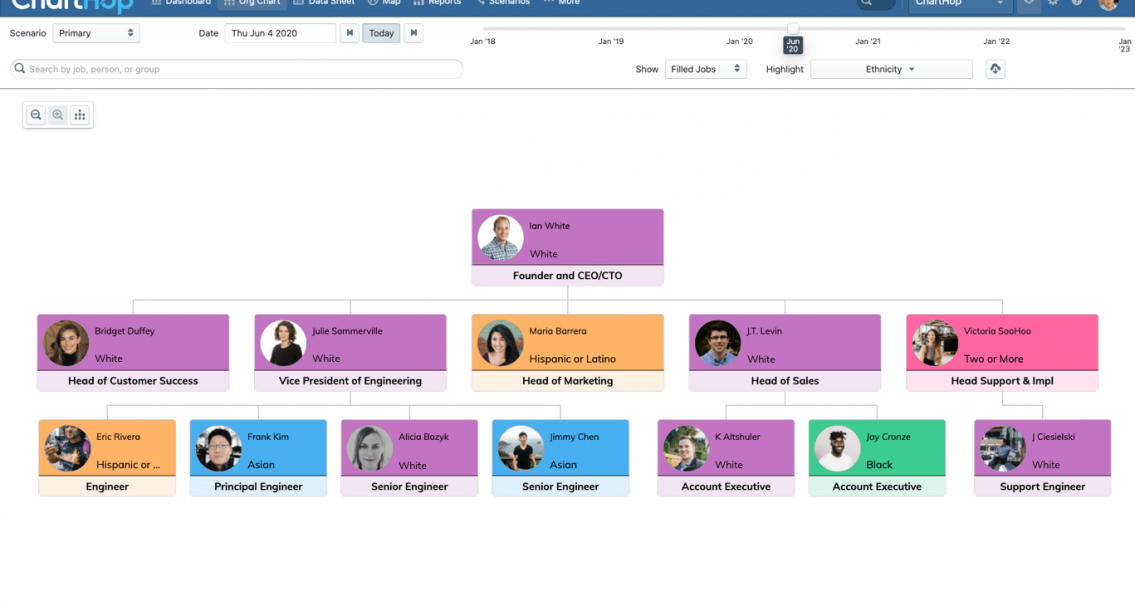 ChartHop
Dashboard
Org Chart
Data Sheet
Map
Reports
Scenarios
More
ChartHop
Scenario
Primary
Date
Thu Jun 4 2020
Today
Jan '18
Jan '19
Jan '20
Jun
'20
Jan '21
Jan '22
Jan
'23
Search by job, person, or group
Show
Filled Jobs
Highlight
Ethnicity
Ian White
White
Founder and CEO/CTO
Bridget Duffey
White
Head of Customer Success
Julie Sommerville
White
Vice President of Engineering
Maria Barrera
Hispanic or Latino
Head of Marketing
J.T. Levin
White
Head of Sales
Victoria SooHoo
Two or More
Head Support & Impl
Eric Rivera
Hispanic or ...
Engineer
Frank Kim
Asian
Principal Engineer
Alicia Bozyk
White
Senior Engineer
Jimmy Chen
Asian
Senior Engineer
K Altshuler
White
Account Executive
Jay Cronze
Black
Account Executive
J Ciesielski
White
Support Engineer